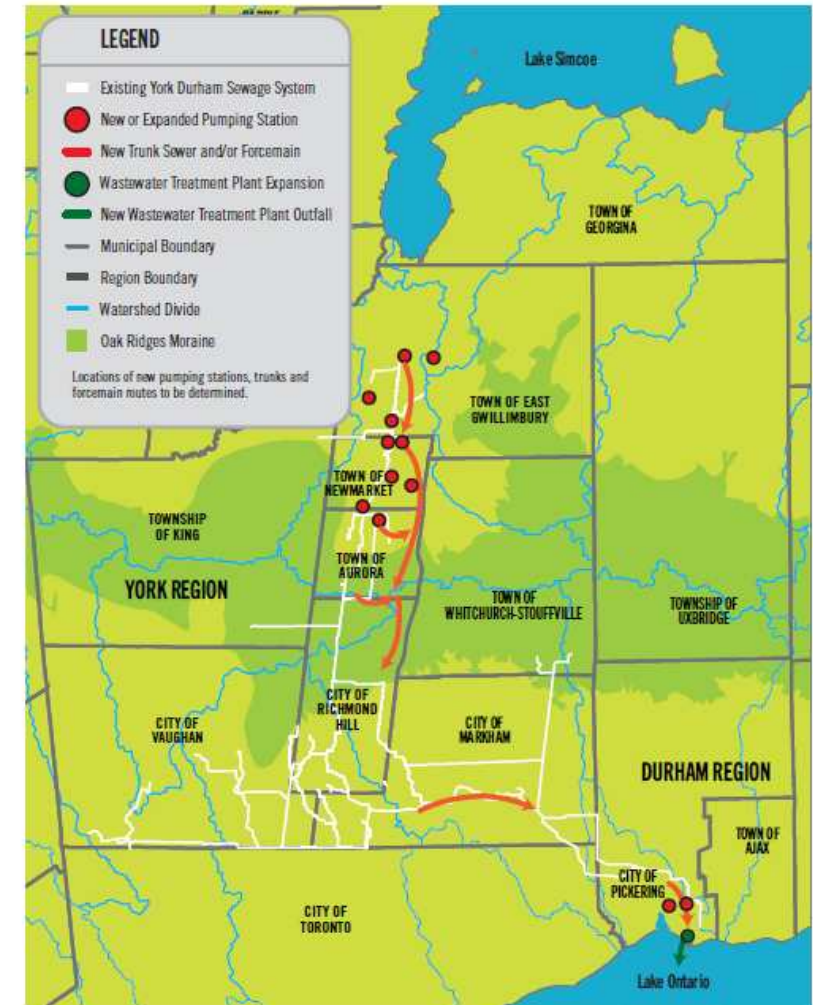 LEGEND
Existing York Durham Sewage System
New or Expanded Pumping Station
New Trunk Sewer and/or Forcemain
Wastewater Treatment Plant Expansion
New Wastewater Treatment Plant Outfall
Municipal Boundary
Region Boundary
Watershed Divide
Oak Ridges Moraine
Locations of new pumping stations, trunks and
forcemain routes to be determined.
Lake Simcoe
TOWN OF
GEORGINA
TOWN OF EAST
GWILLIMBURY
TOWN OF
NEWMARKET
TOWNSHIP
OF KING
TOWN OF
AURORA
YORK REGION
TOWN OF
WHITCHURCH-STOUFFVILLE
TOWNSHIP OF
UXBRIDGE
CITY OF
RICHMOND
HILL
CITY OF
VAUGHAN
CITY OF
MARKHAM
DURHAM REGION
TOWN OF
AJAX
CITY OF
PICKERING
CITY OF
TORONTO
Lake Ontario